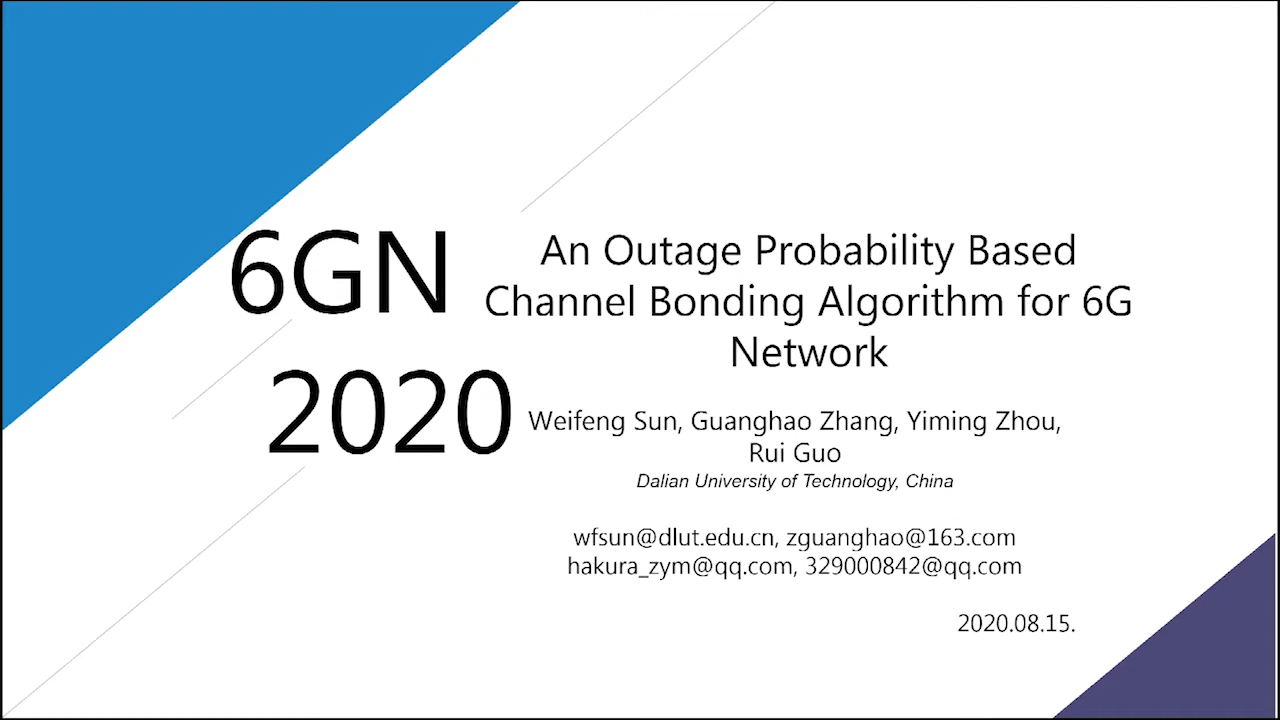 6GN
2020
An Outage Probability Based
Channel Bonding Algorithm for 6G
Network
Weifeng Sun, Guanghao Zhang, Yiming Zhou,
Rui Guo
Dalian University of Technology, China
wfsun@dlut.edu.cn, zguanghao@163.com
hakura_zym@qq.com, 329000842@qq.com
2020.08.15.